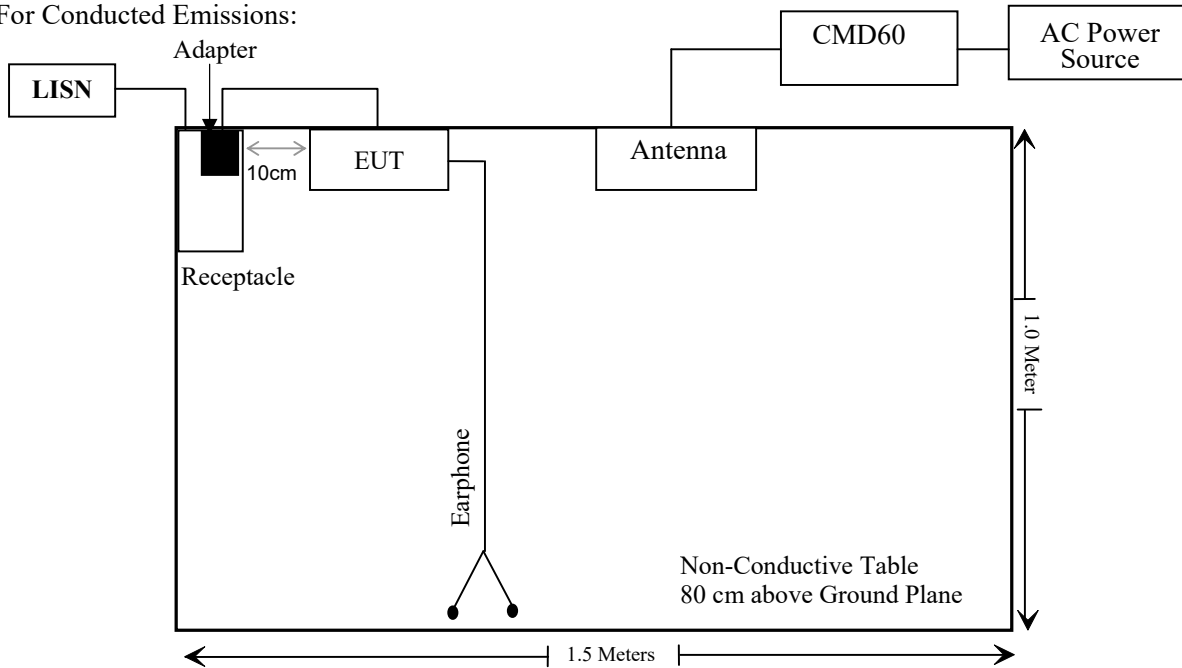 For Conducted Emissions:
Adapter
LISN
CMD60
AC Power
Source
10cm
EUT
Antenna
Receptacle
1.0 Meter
Earphone
Non-Conductive Table
80 cm above Ground Plane
1.5 Meters